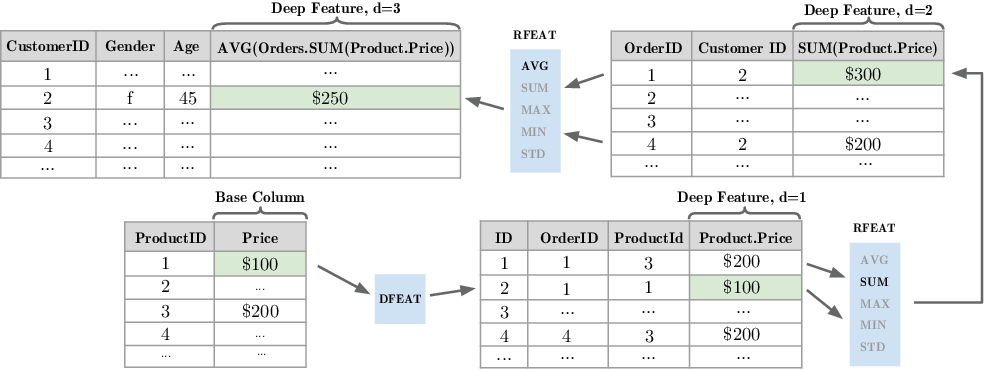 Deep Feature, d=3
CustomerID Gender Age AVG(Orders.SUM(Product.Price))
1 ... ... ...
2 f 45 $250
3 ... ... ...
4 ... ... ...
... ... ... ...
RFEAT
AVG
SUM
MAX
MIN
STD
Deep Feature, d=2
OrderID Customer ID SUM(Product.Price)
1 2 $300
2 ... ...
3 ... ...
4 2 $200
... ... ...
Base Column
ProductID Price
1 $100
2 ...
3 $200
4 ...
... ...
DFEAT
Deep Feature, d=1
ID OrderID ProductId Product.Price
1 1 3 $200
2 1 1 $100
3 ... ... ...
4 4 3 $200
... ... ... ...
RFEAT
AVG
SUM
MAX
MIN
STD